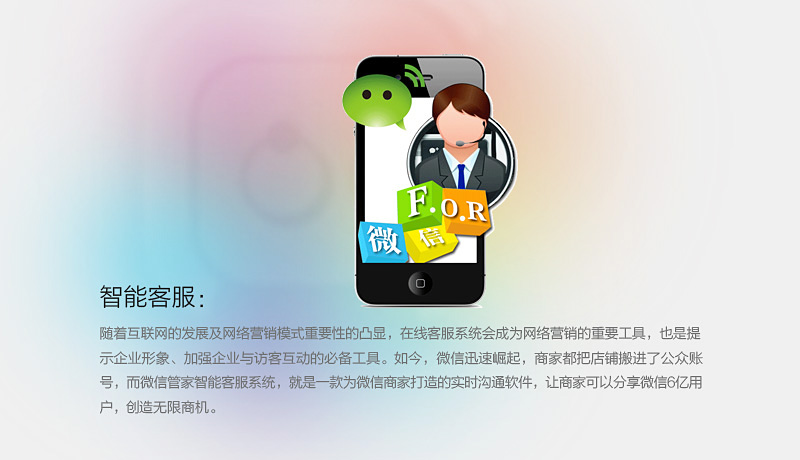 F.O.R
微信
智能客服：
随着互联网的发展及网络营销模式重要性的凸显，在线客服系统会成为网络营销的重要工具，也是提
示企业形象、加强企业与访客互动的必备工具。如今，微信迅速崛起，商家都把店铺搬进了公众账
号，而微信管家智能客服系统，就是一款为微信商家打造的实时沟通软件，让商家可以分享微信6亿用
户，创造无限商机。